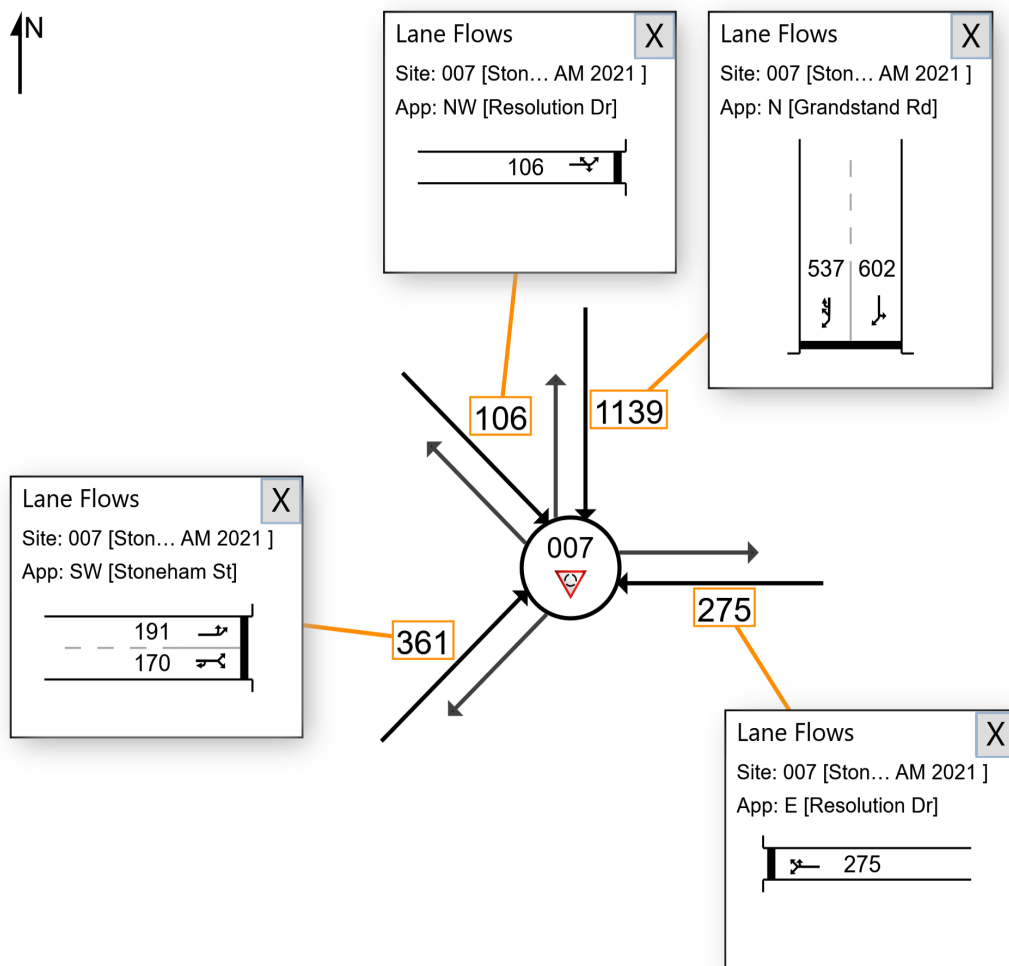 N
Lane Flows
X
Site: 007 [Ston... AM 2021 ]
App: NW [Resolution Dr]
106
Lane Flows
X
Site: 007 [Ston... AM 2021 ]
App: N [Grandstand Rd]
537 602
106
1139
Lane Flows
X
Site: 007 [Ston... AM 2021 ]
App: SW [Stoneham St]
191
170
361
007
275
Lane Flows
X
Site: 007 [Ston... AM 2021 ]
App: E [Resolution Dr]
275